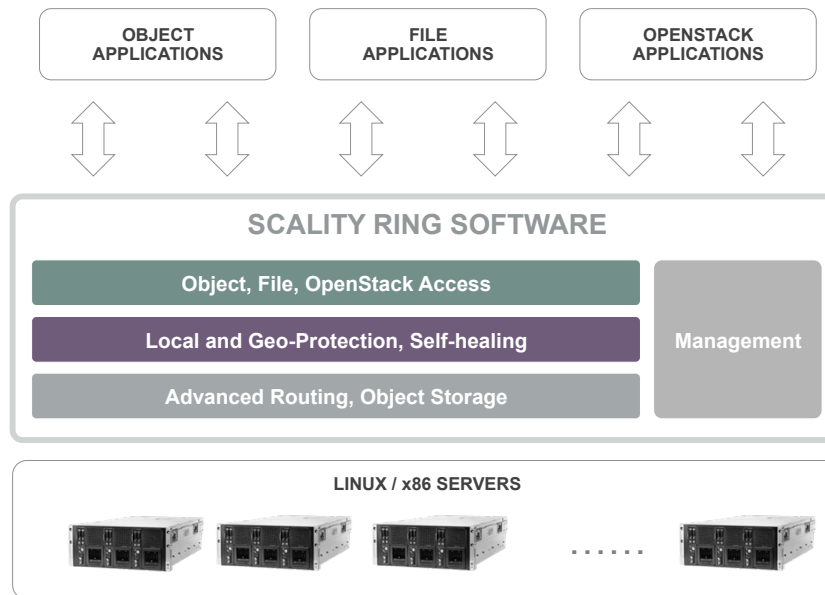 OBJECT
APPLICATIONS
FILE
APPLICATIONS
OPENSTACK
APPLICATIONS
SCALITY RING SOFTWARE
Object, File, OpenStack Access
Local and Geo-Protection, Self-healing
Management
Advanced Routing, Object Storage
LINUX / x86 SERVERS
......